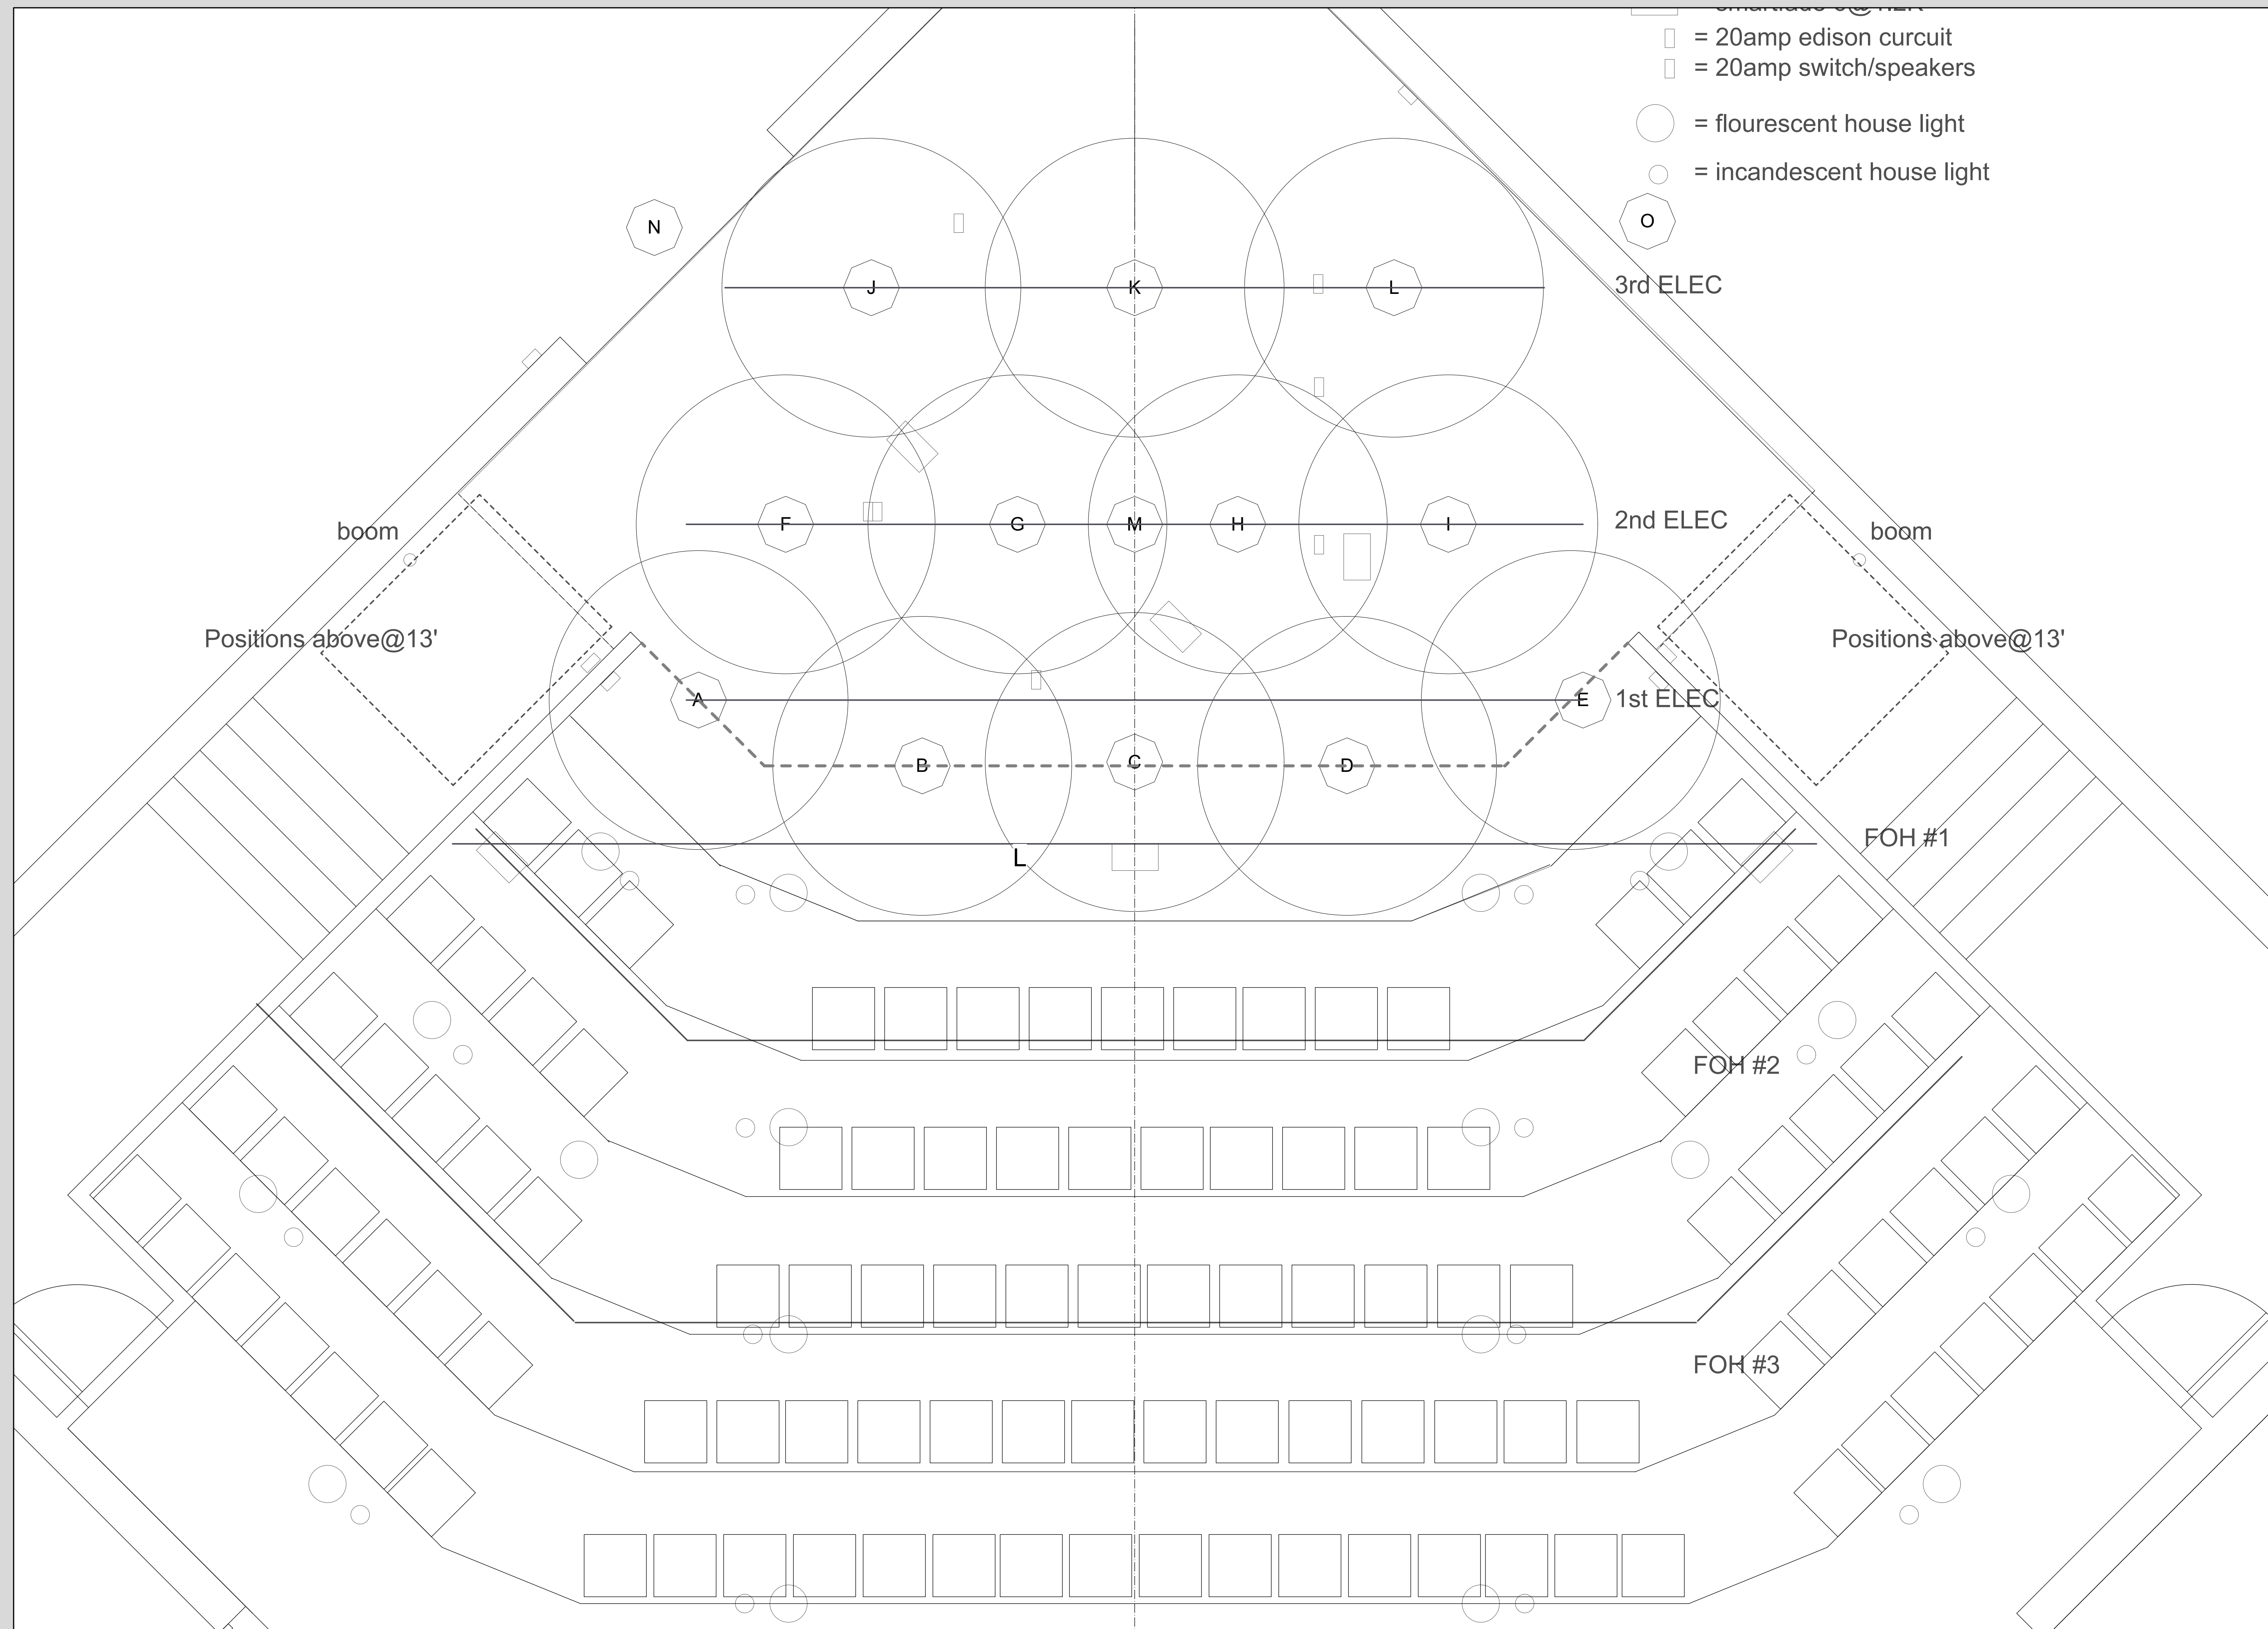 = 20amp edison curcuit
= 20amp switch/speakers
= flourescent house light
= incandescent house light
N
O
J
K
L
3rd ELEC
F
G
M
H
I
2nd ELEC
boom
boom
Positions above@13'
Positions above@13'
A
E
1st ELEC
B
C
D
FOH #1
L
FOH #2
FOH #3